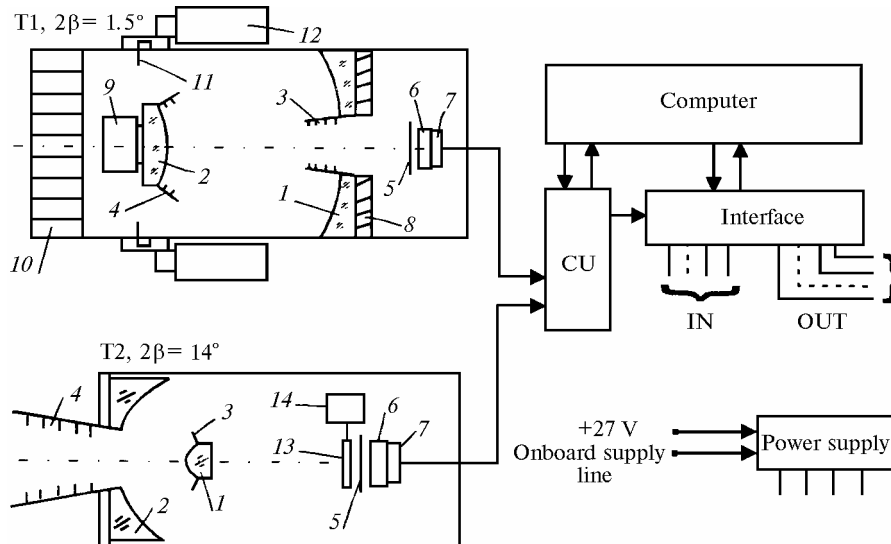 T1, 2β= 1.5°
12
11
9
3
6
7
Computer
2
5
4
1
8
10
Interface
CU
IN
OUT
T2, 2β= 14°
4
3
14
6
7
13
+27 V
Onboard supply
line
Power supply
2
1
5